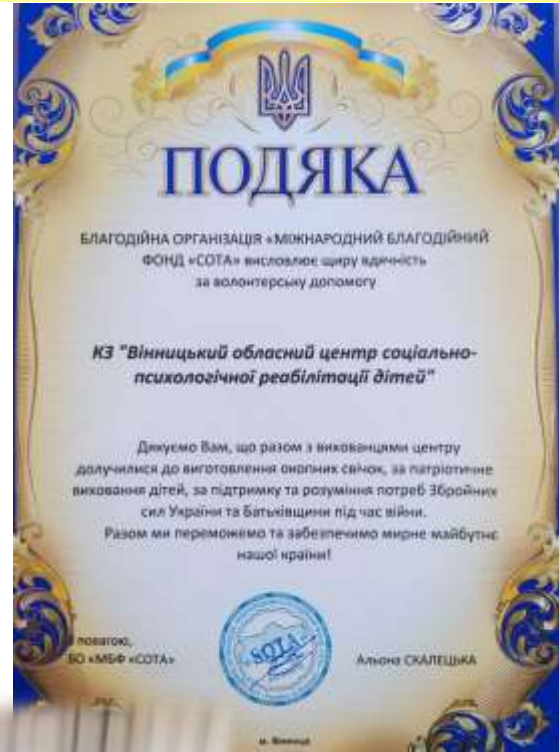 ПОДЯКА
БЛАГОДІЙНА ОРГАНІЗАЦІЯ «МІЖНАРОДНИЙ БЛАГОДІЙНИЙ
ФОНД «СОТА» висловлює щиру вдячність
за волонтерську допомогу
КЗ "Вінницький обласний центр соціально-
психологічної реабілітації дітей"
Дякуємо Вам, що разом з вихованцями центру
долучилися до виготовлення окопних свічок, за патріотичне
виховання дітей, за підтримку та розуміння потреб Збройних
сил України та Батьківщини під час війни.
Разом ми переможемо та забезпечимо мирне майбутнє
нашої країни!
повагою,
БО «МБФ «СОТА»
SOTA
Альона СКАЛЕЦЬКА
м. Вінниця